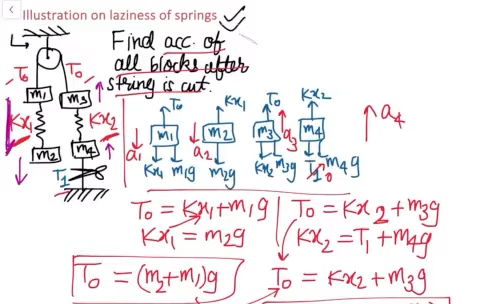 Illustration on laziness of springs
Find acc. of
all blocks after
string is cut.
T₀ T₀
m₁ m₃
Kx₁ Kx₂
m₂ m₄
T₁
T₀ Kx₁ T₀ Kx₂
m₁ m₂ m₃ m₄
a₁ a₂ a₃ a₄
Kx₁ m₁g m₂g Kx₂ m₃g T₁ 0 m₄g
T₀ = Kx₁ + m₁g T₀ = Kx₂ + m₃g
Kx₁ = m₂g Kx₂ = T₁ + m₄g
T₀ = (m₂+m₁)g T₀ = Kx₂ + m₃g